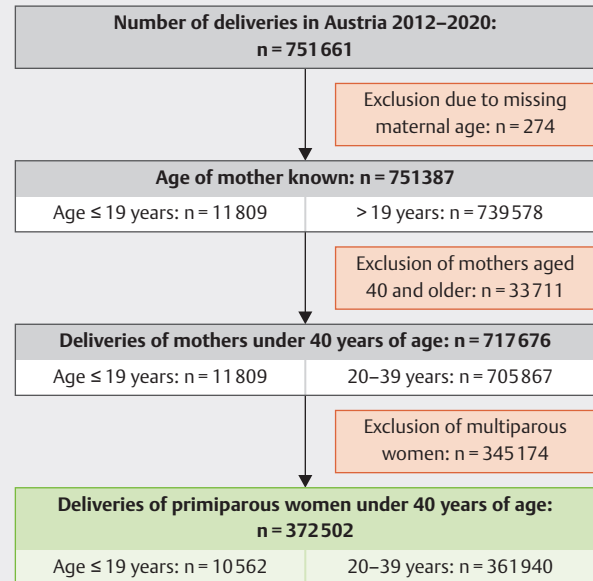 Number of deliveries in Austria 2012–2020:
n = 751 661
Exclusion due to missing
maternal age: n = 274
Age of mother known: n = 751387
Age ≤ 19 years: n = 11 809
> 19 years: n = 739 578
Exclusion of mothers aged
40 and older: n = 33 711
Deliveries of mothers under 40 years of age: n = 717 676
Age ≤ 19 years: n = 11 809
20–39 years: n = 705 867
Exclusion of multiparous
women: n = 345 174
Deliveries of primiparous women under 40 years of age:
n = 372 502
Age ≤ 19 years: n = 10 562
20–39 years: n = 361 940